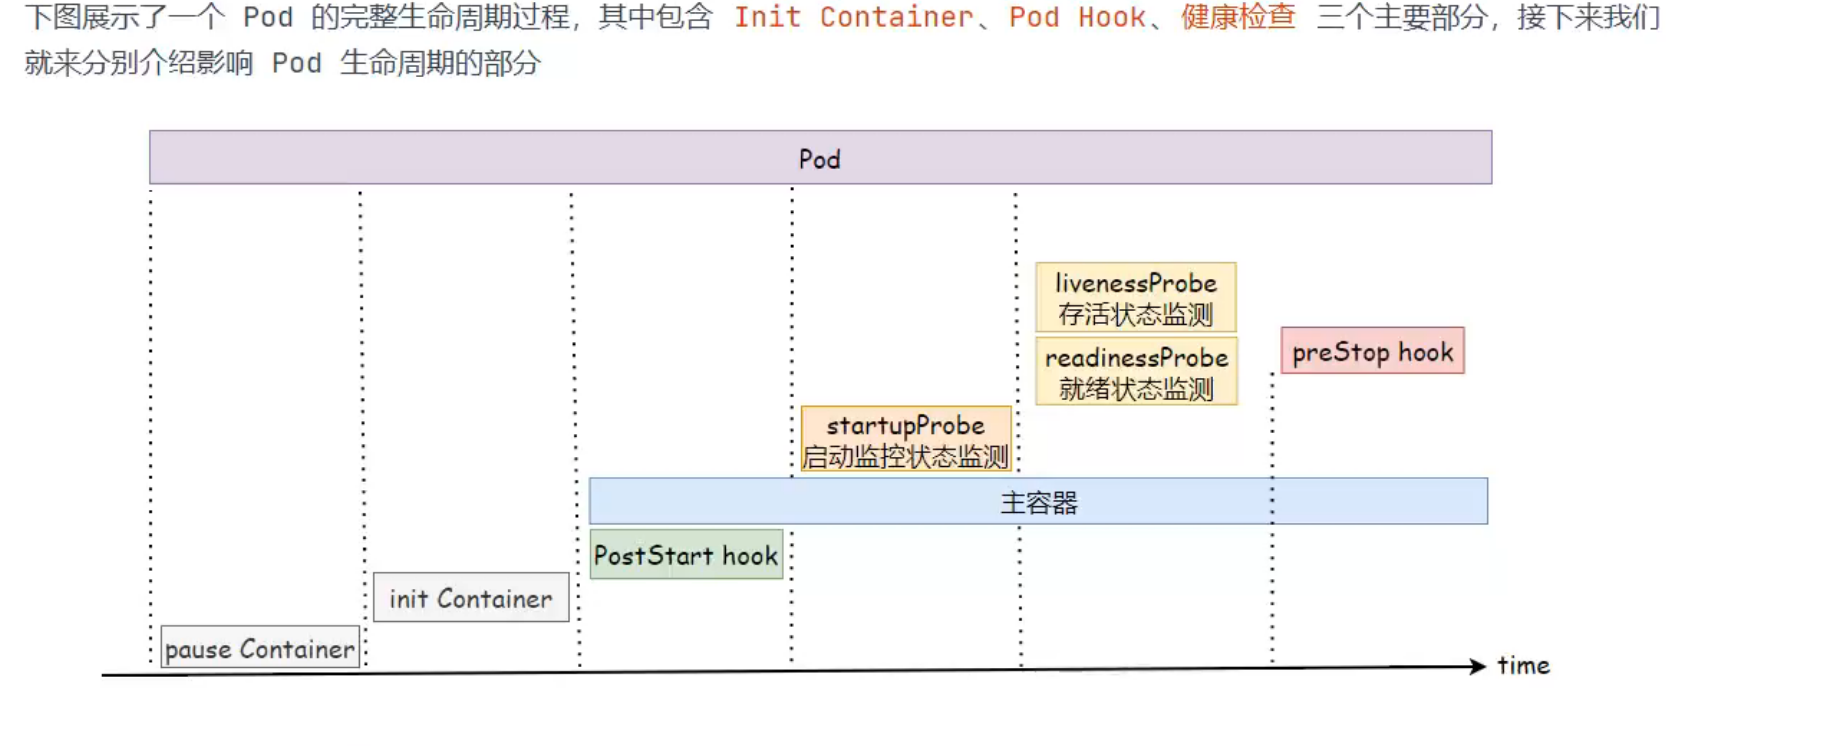 下图展示了一个 Pod 的完整生命周期过程，其中包含 Init Container、Pod Hook、健康检查 三个主要部分，接下来我们
就来分别介绍影响 Pod 生命周期的部分
Pod
livenessProbe
存活状态监测
readinessProbe
就绪状态监测
preStop hook
startupProbe
启动监控状态监测
主容器
PostStart hook
init Container
pause Container
time